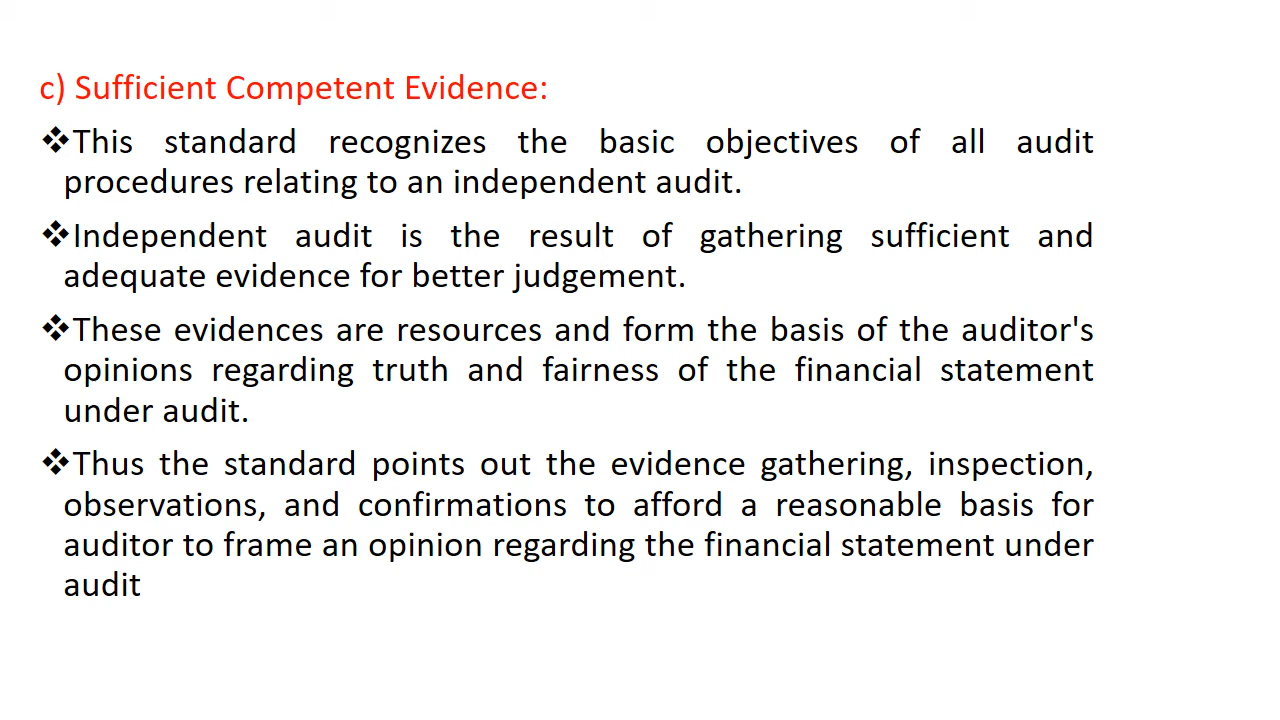 c) Sufficient Competent Evidence:
❖This standard recognizes the basic objectives of all audit
procedures relating to an independent audit.
❖Independent audit is the result of gathering sufficient and
adequate evidence for better judgement.
❖These evidences are resources and form the basis of the auditor's
opinions regarding truth and fairness of the financial statement
under audit.
❖Thus the standard points out the evidence gathering, inspection,
observations, and confirmations to afford a reasonable basis for
auditor to frame an opinion regarding the financial statement under
audit